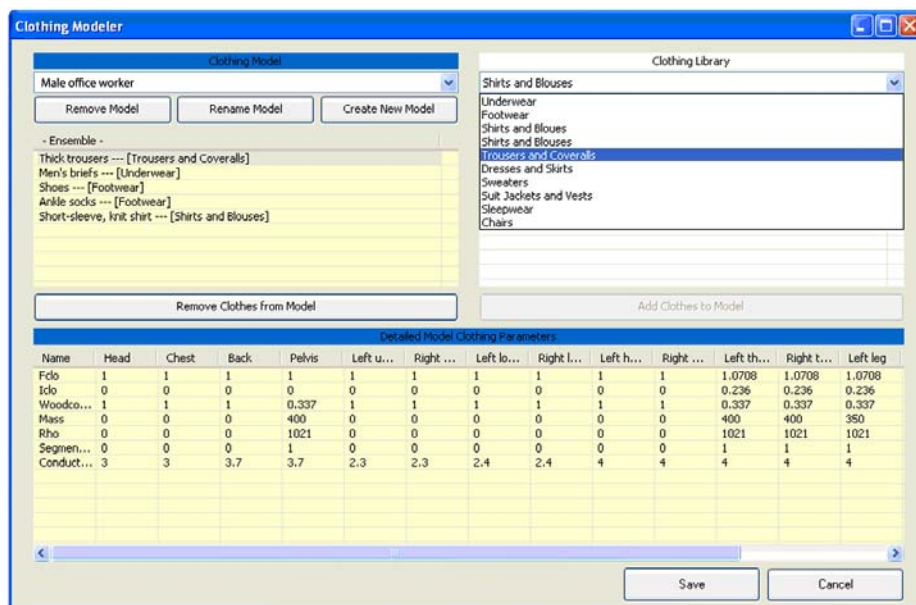 Clothing Modeler
Clothing Model
Male office worker
Remove Model Rename Model Create New Model
- Ensemble -
Thick trousers --- [Trousers and Coveralls]
Men's briefs --- [Underwear]
Shoes --- [Footwear]
Ankle socks --- [Footwear]
Short-sleeve, knit shirt --- [Shirts and Blouses]
Remove Clothes from Model
Clothing Library
Shirts and Blouses
Underwear
Footwear
Shirts and Bloues
Shirts and Blouses
Trousers and Coveralls
Dresses and Skirts
Sweaters
Suit Jackets and Vests
Sleepwear
Chairs
Add Clothes to Model
Detailed Model Clothing Parameters
Name Head Chest Back Pelvis Left u... Right ... Left lo... Right l... Left h... Right ... Left th... Right t... Left leg
Fclo 1 1 1 1 1 1 1 1 1 1 1.0708 1.0708 1.0708
Iclo 0 0 0 0 0 0 0 0 0 0 0.236 0.236 0.236
Woodco... 1 1 1 0.337 1 1 1 1 1 1 0.337 0.337 0.337
Mass 0 0 0 400 0 0 0 0 0 0 400 400 350
Rho 0 0 0 1021 0 0 0 0 0 0 1021 1021 1021
Segmen... 0 0 0 1 0 0 0 0 0 0 1 1 1
Conduct... 3 3 3.7 3.7 2.3 2.3 2.4 2.4 4 4 4 4 4
Save Cancel